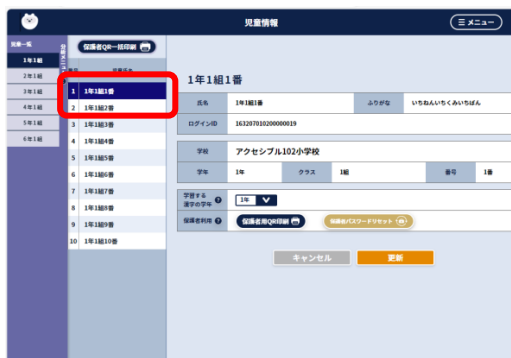 児童情報
メニュー
児童一覧
1年1組
2年1組
3年1組
4年1組
5年1組
6年1組
保護者QR一括印刷
番号 児童氏名
1 1年1組1番
2 1年1組2番
3 1年1組3番
4 1年1組4番
5 1年1組5番
6 1年1組6番
7 1年1組7番
8 1年1組8番
9 1年1組9番
10 1年1組10番
1年1組1番
氏名 1年1組1番 ふりがな いちねんいちくみいちばん
ログインID 163207010200000019
学校 アクセシブル102小学校
学年 1年 クラス 1組 番号 1番
学習する
漢字の学年 ? 1年
保護者利用 ? 保護者用QR印刷 保護者パスワードリセット
キャンセル 更新